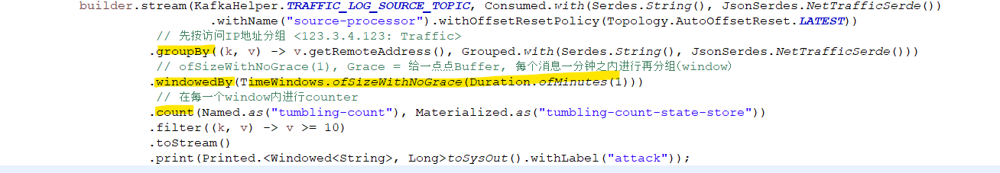 builder.stream(KafkaHelper.TRAFFIC_LOG_SOURCE_TOPIC, Consumed.with(Serdes.String(), JsonSerdes.NetTrafficSerde())
.withName("source-processor").withOffsetResetPolicy(Topology.AutoOffsetReset.LATEST))
// 先按访问IP地址分组 <123.3.4.123: Traffic>
.groupBy((k, v) -> v.getRemoteAddress(), Grouped.with(Serdes.String(), JsonSerdes.NetTrafficSerde()))
// ofSizeWithNoGrace(1), Grace = 给一点点Buffer, 每个消息一分钟之内进行再分组(window)
.windowedBy(TimeWindows.ofSizeWithNoGrace(Duration.ofMinutes(1)))
// 在每一个window内进行counter
.count(Named.as("tumbling-count"), Materialized.as("tumbling-count-state-store"))
.filter((k, v) -> v >= 10)
.toStream()
.print(Printed.<Windowed<String>, Long>toSysOut().withLabel("attack"));